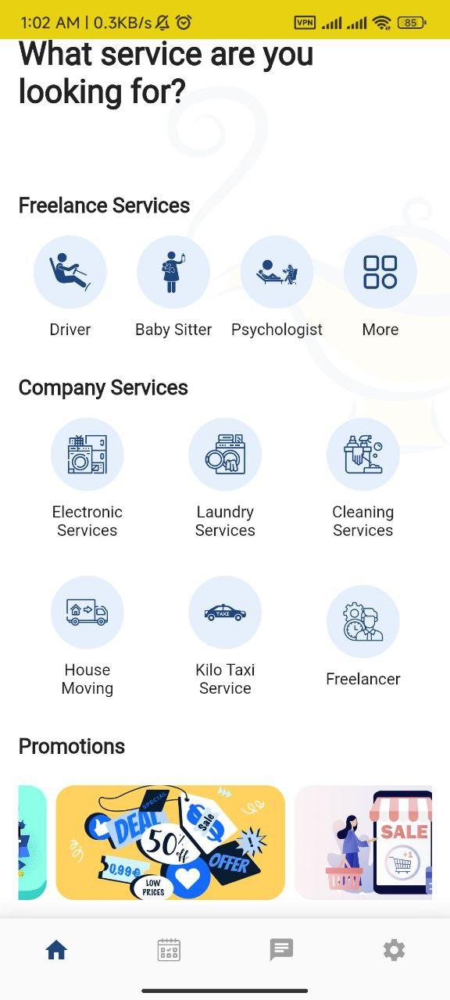 1:02 AM | 0.3KB/s
VPN
85
What service are you
looking for?
Freelance Services
Driver
Baby Sitter
Psychologist
More
Company Services
Electronic
Services
Laundry
Services
Cleaning
Services
TAXI
House
Moving
Kilo Taxi
Service
Freelancer
Promotions
SPECIAL
DEAL
Sale
50%
off
!
OFFER
0,99€
LOW
PRICES
SALE
+1